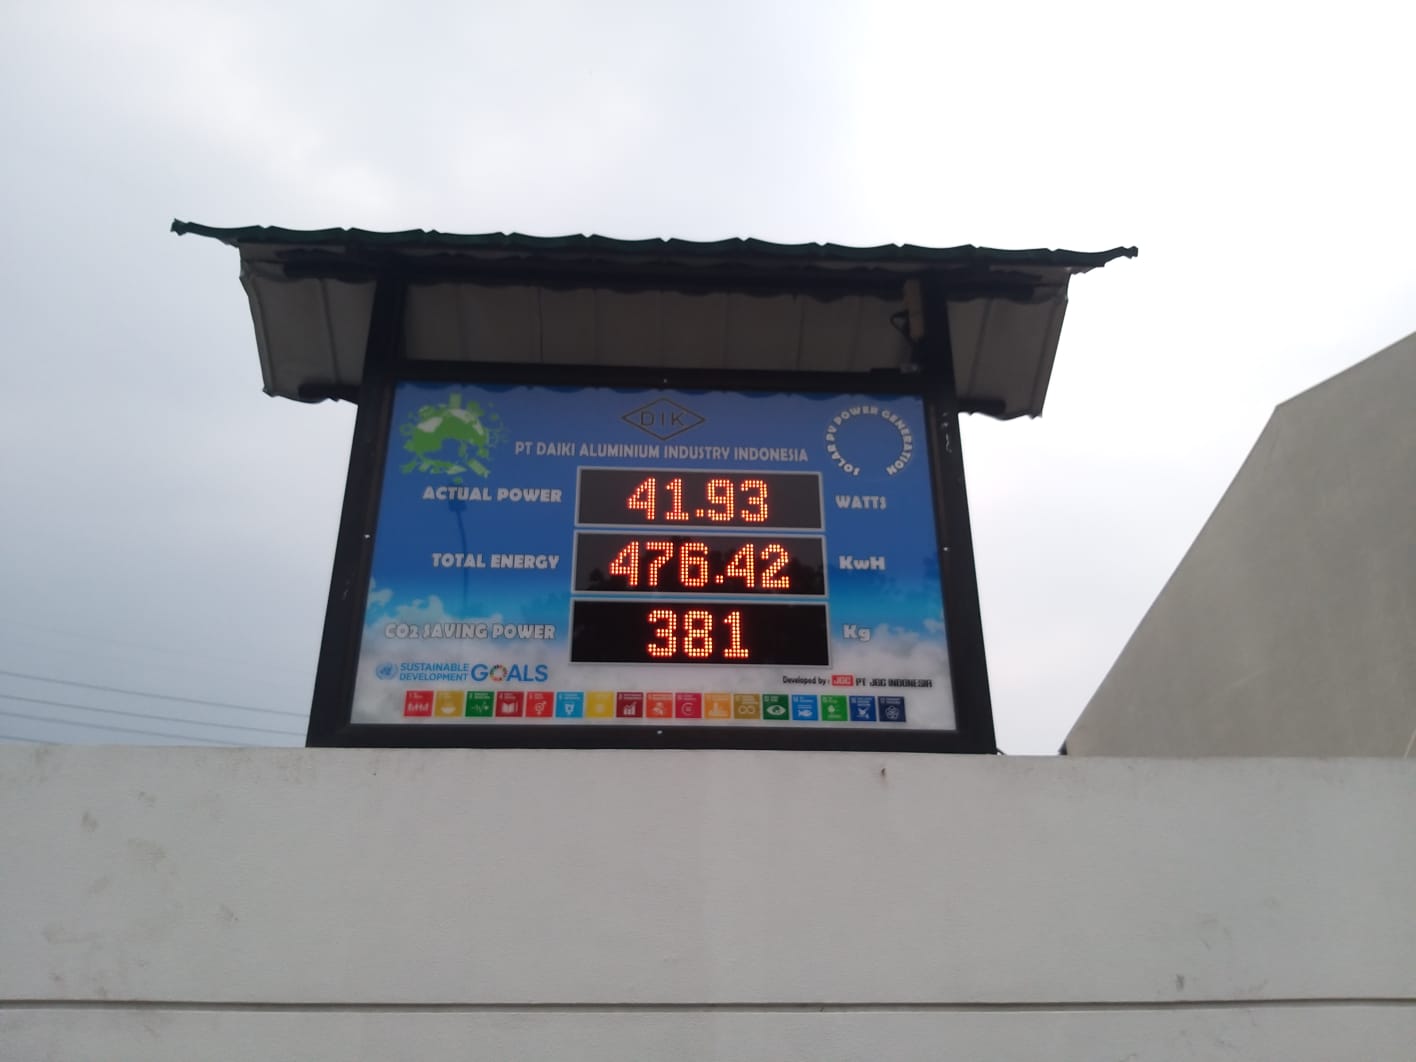 DIK
SOLAR PV POWER GENERATION
PT DAIKI ALUMINIUM INDUSTRY INDONESIA
ACTUAL POWER 41.93 WATTS
TOTAL ENERGY 476.42 KwH
CO2 SAVING POWER 381 Kg
SUSTAINABLE
DEVELOPMENT GOALS
Developed by : JGC PT JGC INDONESIA